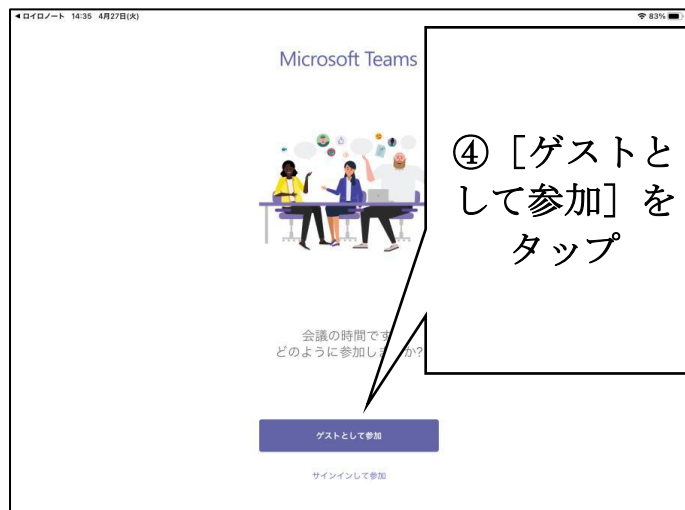 ◀ロイロノート 14:35 4月27日(火) 83%
Microsoft Teams
④［ゲストと
して参加］を
タップ
会議の時間です
どのように参加しま か?
ゲストとして参加
サインインして参加